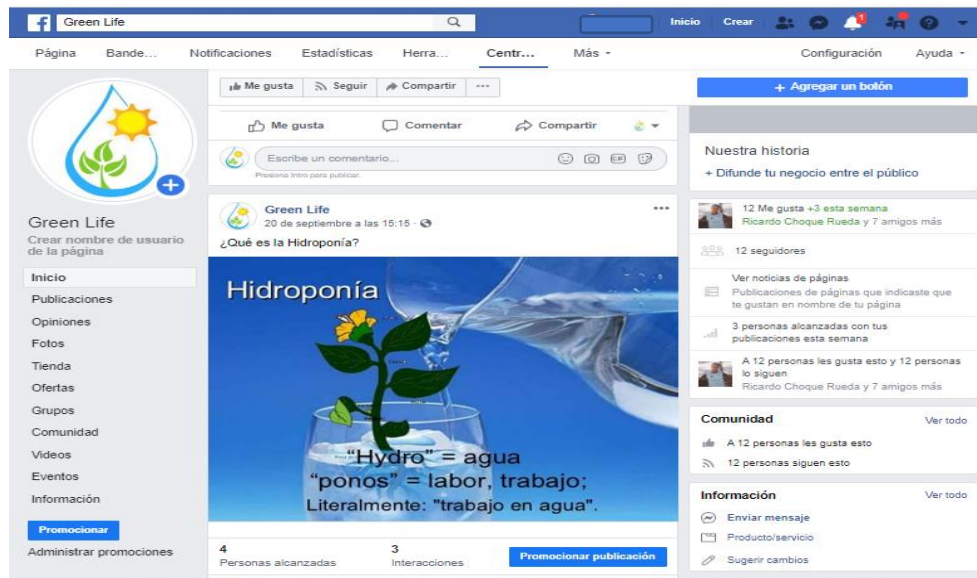 Green Life
Inicio Crear
1
Página Bande... Notificaciones Estadísticas Herra... Centr... Más Configuración Ayuda
Me gusta Seguir Compartir
+ Agregar un botón
Me gusta Comentar Compartir
Escribe un comentario...
GIF
Presiona Intro para publicar.
Green Life
Crear nombre de usuario
de la página
Inicio
Publicaciones
Opiniones
Fotos
Tienda
Ofertas
Grupos
Comunidad
Videos
Eventos
Información
Promocionar
Administrar promociones
Green Life
20 de septiembre a las 15:15
¿Qué es la Hidroponía?
Hidroponía
"Hydro" = agua
"ponos" = labor, trabajo;
Literalmente: "trabajo en agua".
4
Personas alcanzadas
3
Interacciones
Promocionar publicación
Nuestra historia
+ Difunde tu negocio entre el público
12 Me gusta +3 esta semana
Ricardo Choque Rueda y 7 amigos más
12 seguidores
Ver noticias de páginas
Publicaciones de páginas que indicaste que
te gustan en nombre de tu página
3 personas alcanzadas con tus
publicaciones esta semana
A 12 personas les gusta esto y 12 personas
lo siguen
Ricardo Choque Rueda y 7 amigos más
Comunidad Ver todo
A 12 personas les gusta esto
12 personas siguen esto
Información Ver todo
Enviar mensaje
Producto/servicio
Sugerir cambios